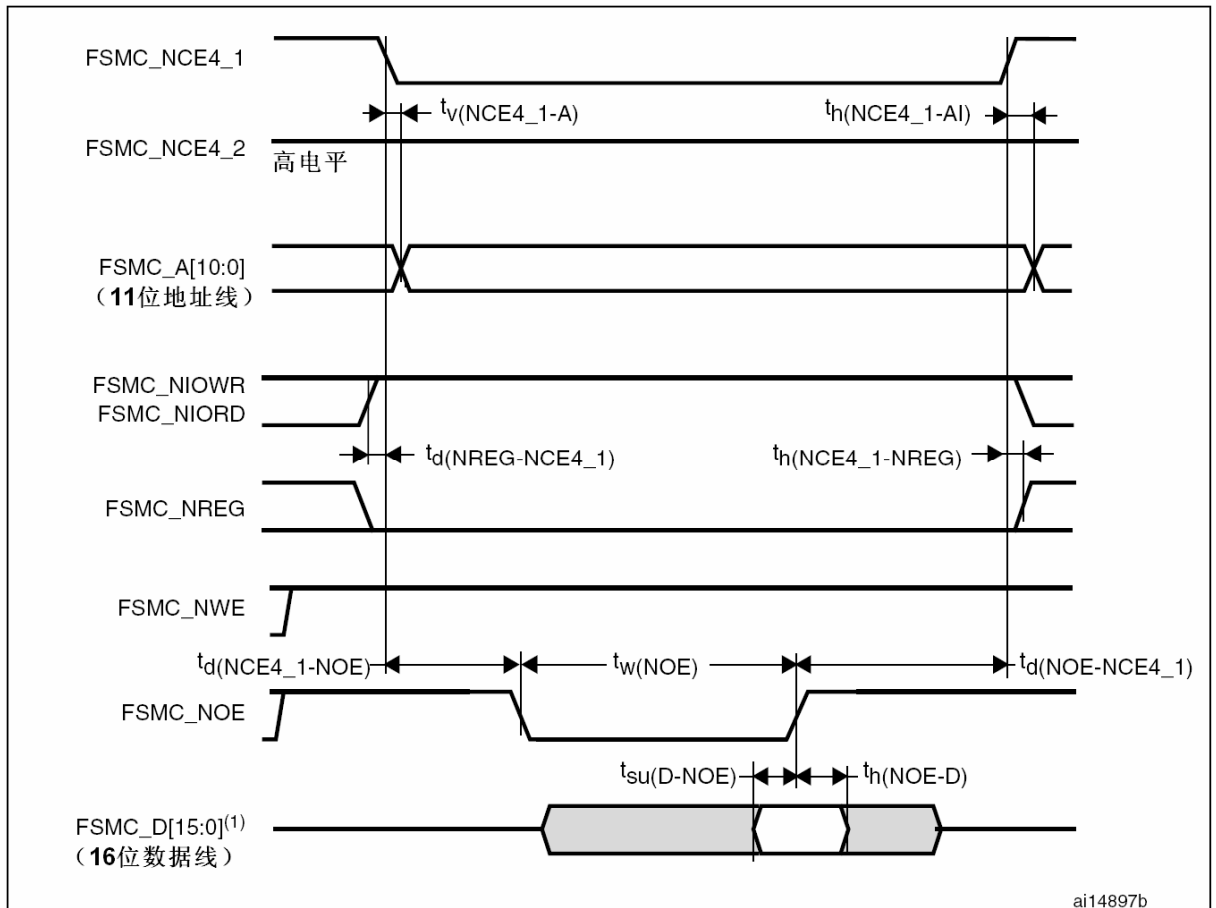 FSMC_NCE4_1
tv(NCE4_1-A)
th(NCE4_1-AI)
FSMC_NCE4_2
高电平
FSMC_A[10:0]
（11位地址线）
FSMC_NIOWR
FSMC_NIORD
td(NREG-NCE4_1)
th(NCE4_1-NREG)
FSMC_NREG
FSMC_NWE
td(NCE4_1-NOE)
tw(NOE)
td(NOE-NCE4_1)
FSMC_NOE
tsu(D-NOE)
th(NOE-D)
FSMC_D[15:0](1)
（16位数据线）
ai14897b